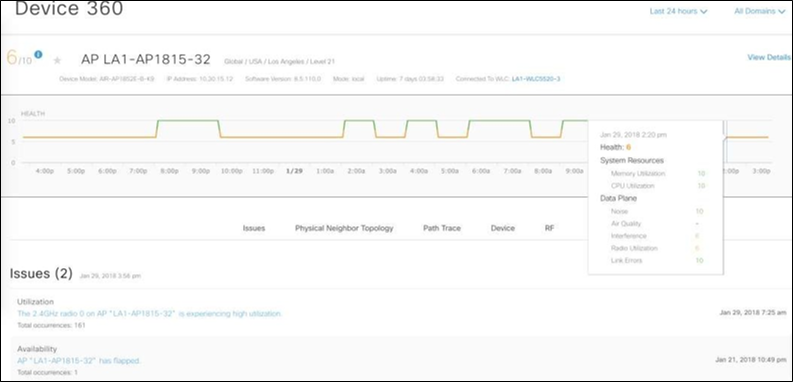 Device 360
Last 24 hours
All Domains
6/10
AP LA1-AP1815-32
Global / USA / Los Angeles / Level 21
View Details
Device Model: AIR-AP1852E-B-K9
IP Address: 10.30.15.12
Software Version: 8.5.110.0
Mode: local
Uptime: 7 days 03:58:33
Connected To WLC: LA1-WLC5520-3
HEALTH
10
5
0
4:00p 5:00p 6:00p 7:00p 8:00p 9:00p 10:00p 11:00p 1/29 1:00a 2:00a 3:00a 4:00a 5:00a 6:00a 7:00a 8:00a 9:00a 3:00p
Jan 29, 2018 2:20 pm
Health: 6
System Resources
Memory Utilization 10
CPU Utilization 10
Data Plane
Noise 10
Air Quality -
Interference 6
Radio Utilization 6
Link Errors 10
Issues
Physical Neighbor Topology
Path Trace
Device
RF
Issues (2) Jan 29, 2018 3:56 pm
Utilization
The 2.4GHz radio 0 on AP "LA1-AP1815-32" is experiencing high utilization.
Jan 29, 2018 7:25 am
Total occurrences: 161
Availability
AP "LA1-AP1815-32" has flapped.
Jan 21, 2018 10:49 pm
Total occurrences: 1